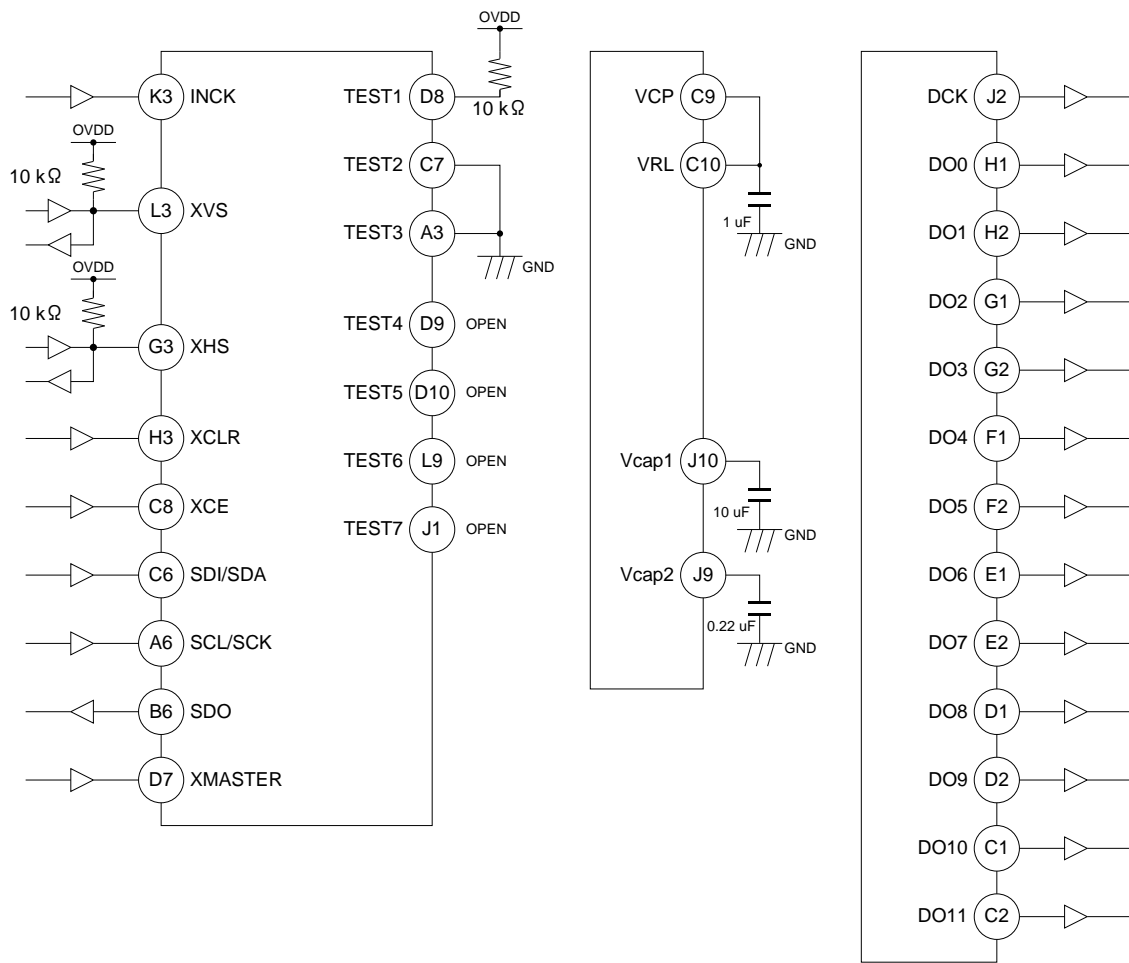 OVDD
K3 INCK
TEST1 D8
10 kΩ
OVDD
10 kΩ
L3 XVS
TEST2 C7
TEST3 A3
GND
OVDD
10 kΩ
G3 XHS
TEST4 D9 OPEN
TEST5 D10 OPEN
H3 XCLR
TEST6 L9 OPEN
C8 XCE
TEST7 J1 OPEN
C6 SDI/SDA
A6 SCL/SCK
B6 SDO
D7 XMASTER
VCP C9
VRL C10
1 uF
GND
Vcap1 J10
10 uF
GND
Vcap2 J9
0.22 uF
GND
DCK J2
DO0 H1
DO1 H2
DO2 G1
DO3 G2
DO4 F1
DO5 F2
DO6 E1
DO7 E2
DO8 D1
DO9 D2
DO10 C1
DO11 C2